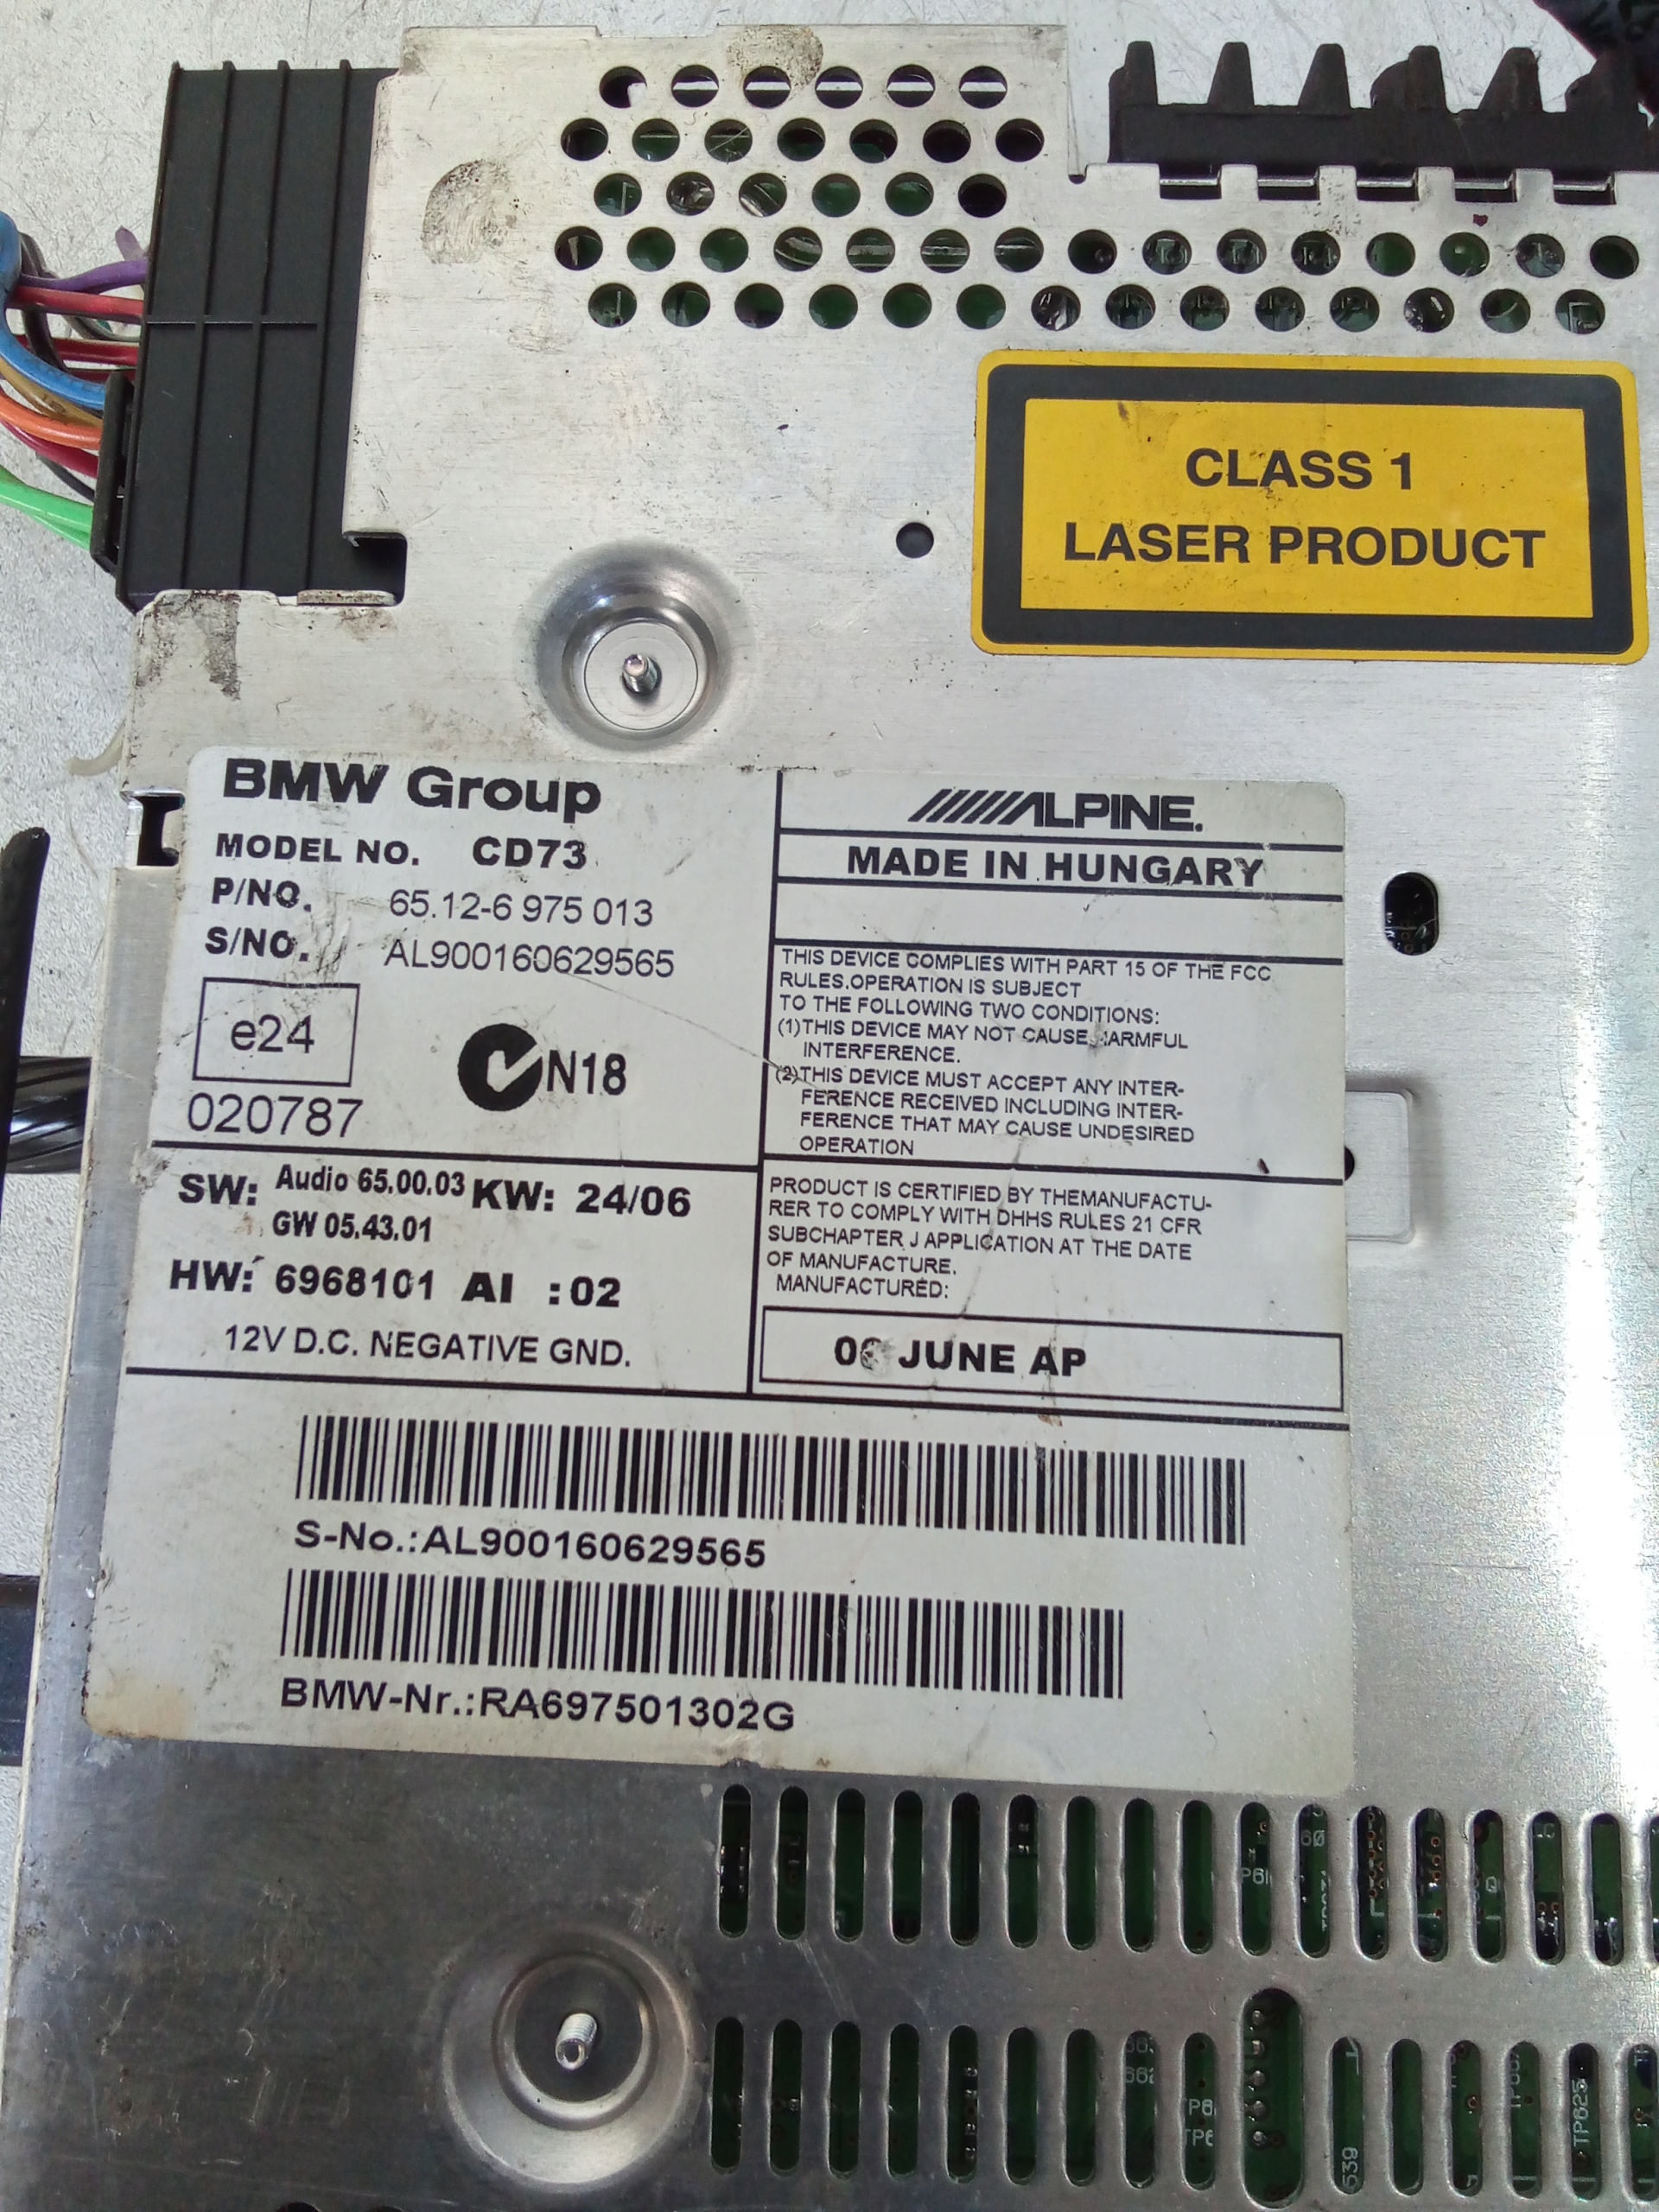 CLASS 1
LASER PRODUCT
BMW Group
MODEL NO. CD73
P/NO. 65.12-6 975 013
S/NO. AL900160629565
e24
020787
N18
SW: Audio 65.00.03 KW: 24/06
GW 05.43.01
HW: 6968101 AI :02
12V D.C. NEGATIVE GND.
ALPINE.
MADE IN HUNGARY
THIS DEVICE COMPLIES WITH PART 15 OF THE FCC
RULES.OPERATION IS SUBJECT
TO THE FOLLOWING TWO CONDITIONS:
(1)THIS DEVICE MAY NOT CAUSE HARMFUL
INTERFERENCE.
(2)THIS DEVICE MUST ACCEPT ANY INTER-
FERENCE RECEIVED INCLUDING INTER-
FERENCE THAT MAY CAUSE UNDESIRED
OPERATION
PRODUCT IS CERTIFIED BY THEMANUFACTU-
RER TO COMPLY WITH DHHS RULES 21 CFR
SUBCHAPTER J APPLICATION AT THE DATE
OF MANUFACTURE.
MANUFACTURED:
06 JUNE AP
S-No.:AL900160629565
BMW-Nr.:RA697501302G
TP625
539